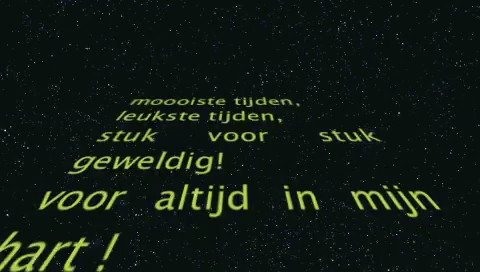 moooiste tijden,
leukste tijden,
stuk voor stuk
geweldig!
voor altijd in mijn
hart !